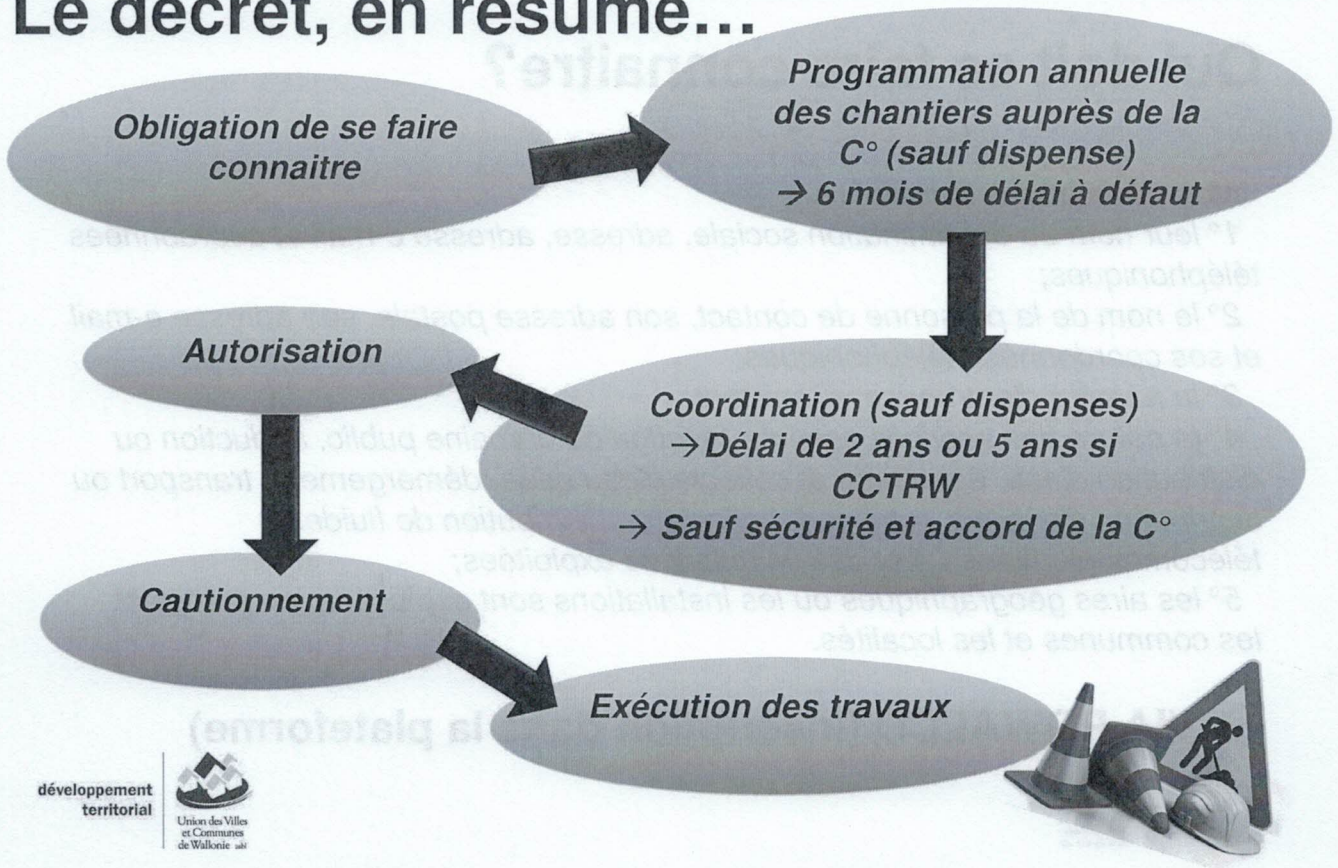 Le décret, en résumé…
Obligation de se faire
connaitre
Programmation annuelle
des chantiers auprès de la
C° (sauf dispense)
→ 6 mois de délai à défaut
Coordination (sauf dispenses)
→ Délai de 2 ans ou 5 ans si
CCTRW
→ Sauf sécurité et accord de la C°
Autorisation
Cautionnement
Exécution des travaux
développement
territorial
Union des Villes
et Communes
de Wallonie asbl